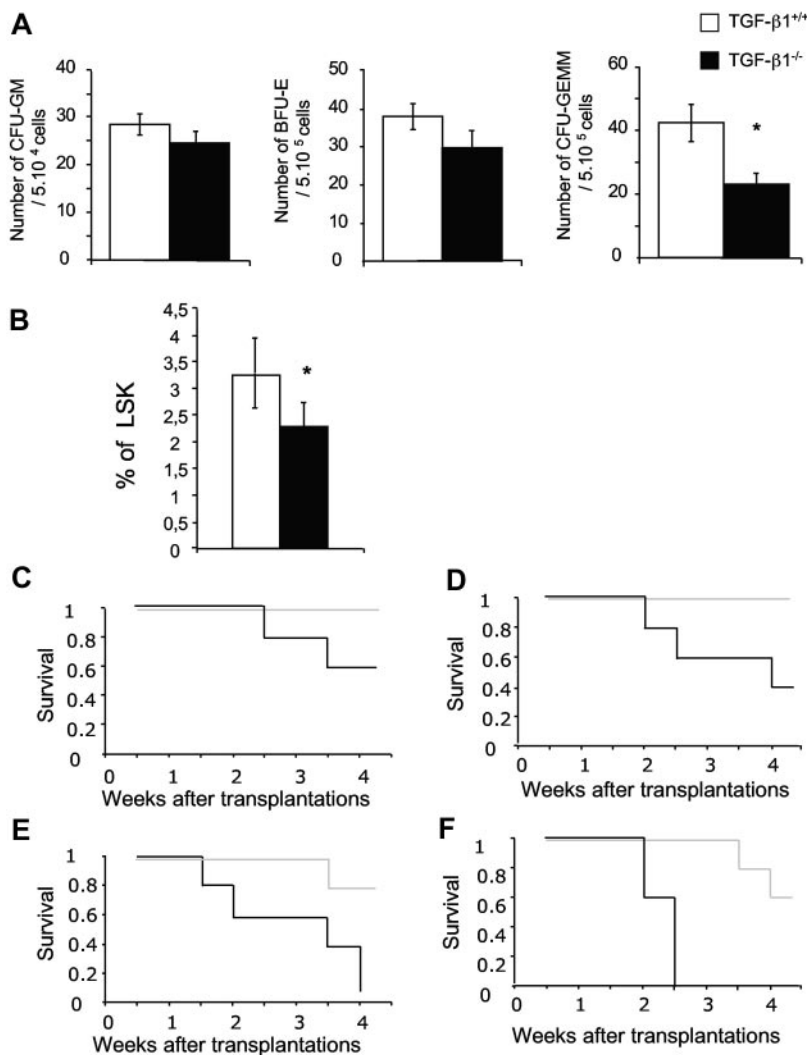 A
TGF-β1+/+
TGF-β1-/-
Number of CFU-GM
/ 5.10 4 cells
40
30
20
10
0
Number of BFU-E
/ 5.10 5 cells
50
40
30
20
10
0
Number of CFU-GEMM
/ 5.10 5 cells
60
40
20
0
*
B
% of LSK
4,5
4
3,5
3
2,5
2
1,5
1
0,5
0
*
C
Survival
1
0.8
0.6
0.4
0.2
0
0 1 2 3 4
Weeks after transplantations
D
Survival
1
0.8
0.6
0.4
0.2
0
0 1 2 3 4
Weeks after transplantations
E
Survival
1
0.8
0.6
0.4
0.2
0
0 1 2 3 4
Weeks after transplantations
F
Survival
1
0.8
0.6
0.4
0.2
0
0 1 2 3 4
Weeks after transplantations